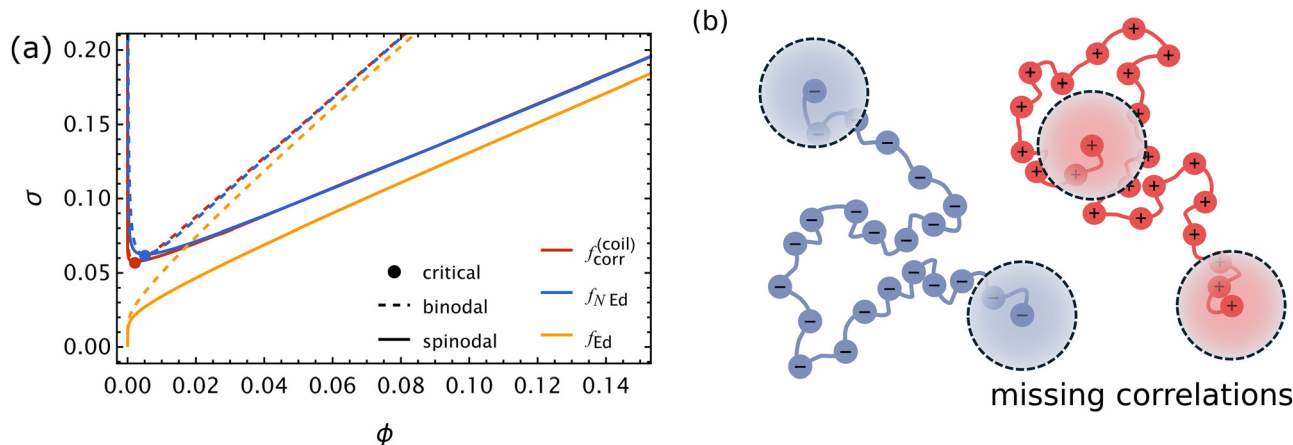 (a)
σ
0.20
0.15
0.10
0.05
0.00
0.00 0.02 0.04 0.06 0.08 0.10 0.12 0.14
ϕ
critical
binodal
spinodal
f_corr^(coil)
f_N Ed
f_Ed
(b)
missing correlations